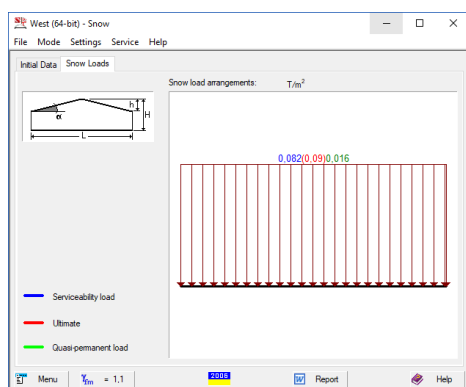 West (64-bit) - Snow
File Mode Settings Service Help
Initial Data Snow Loads
Snow load arrangements: T/m²
h
H
α
L
0,082(0,09)0,016
Serviceability load
Ultimate
Quasi-permanent load
Menu γfm = 1,1 2006 Report Help